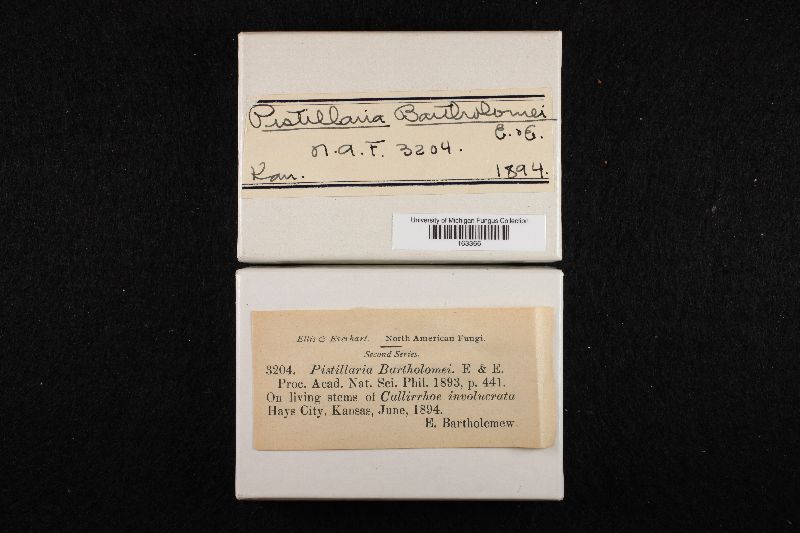 Pistillaria Bartholomei
E. & E.
N. A. F. 3204.
Kan. 1894.
University of Michigan Fungus Collection
163366
Ellis & Everhart. North American Fungi.
Second Series.
3204. Pistillaria Bartholomei. E & E.
Proc. Acad. Nat. Sci. Phil. 1893, p. 441.
On living stems of Callirrhoe involucrata
Hays City, Kansas, June, 1894.
E. Bartholemew